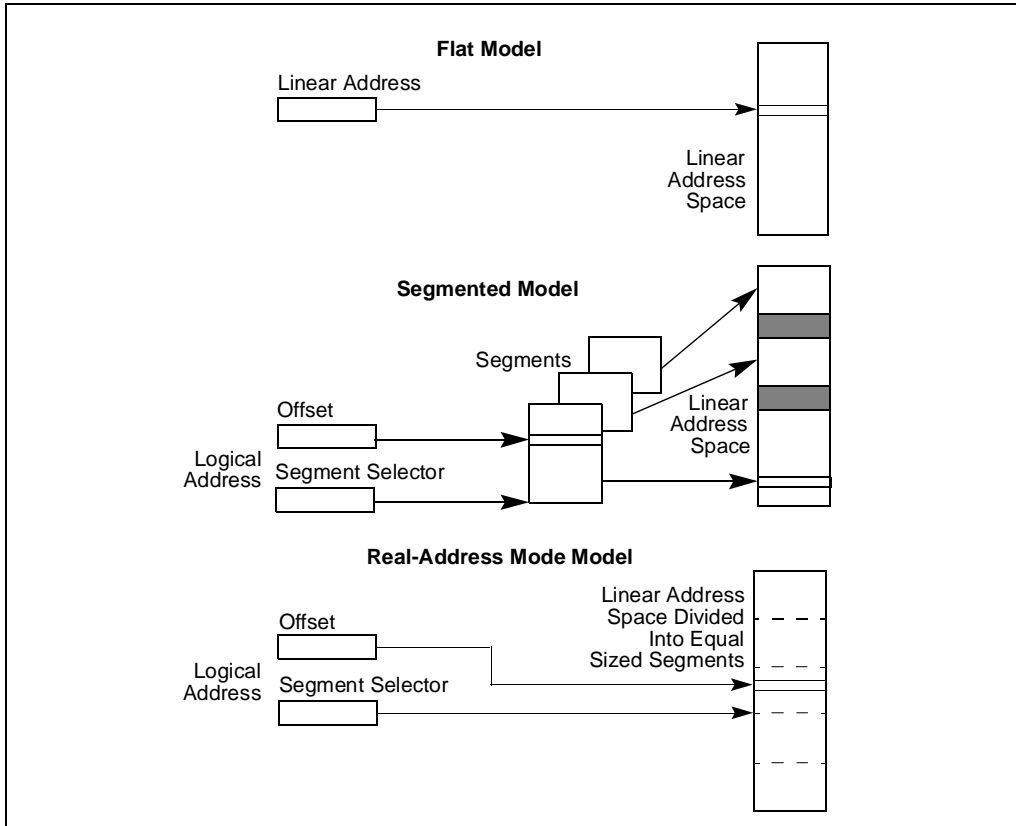 Flat Model
Linear Address
Linear
Address
Space
Segmented Model
Segments
Offset
Logical
Address
Segment Selector
Linear
Address
Space
Real-Address Mode Model
Offset
Logical
Address
Segment Selector
Linear Address
Space Divided
Into Equal
Sized Segments